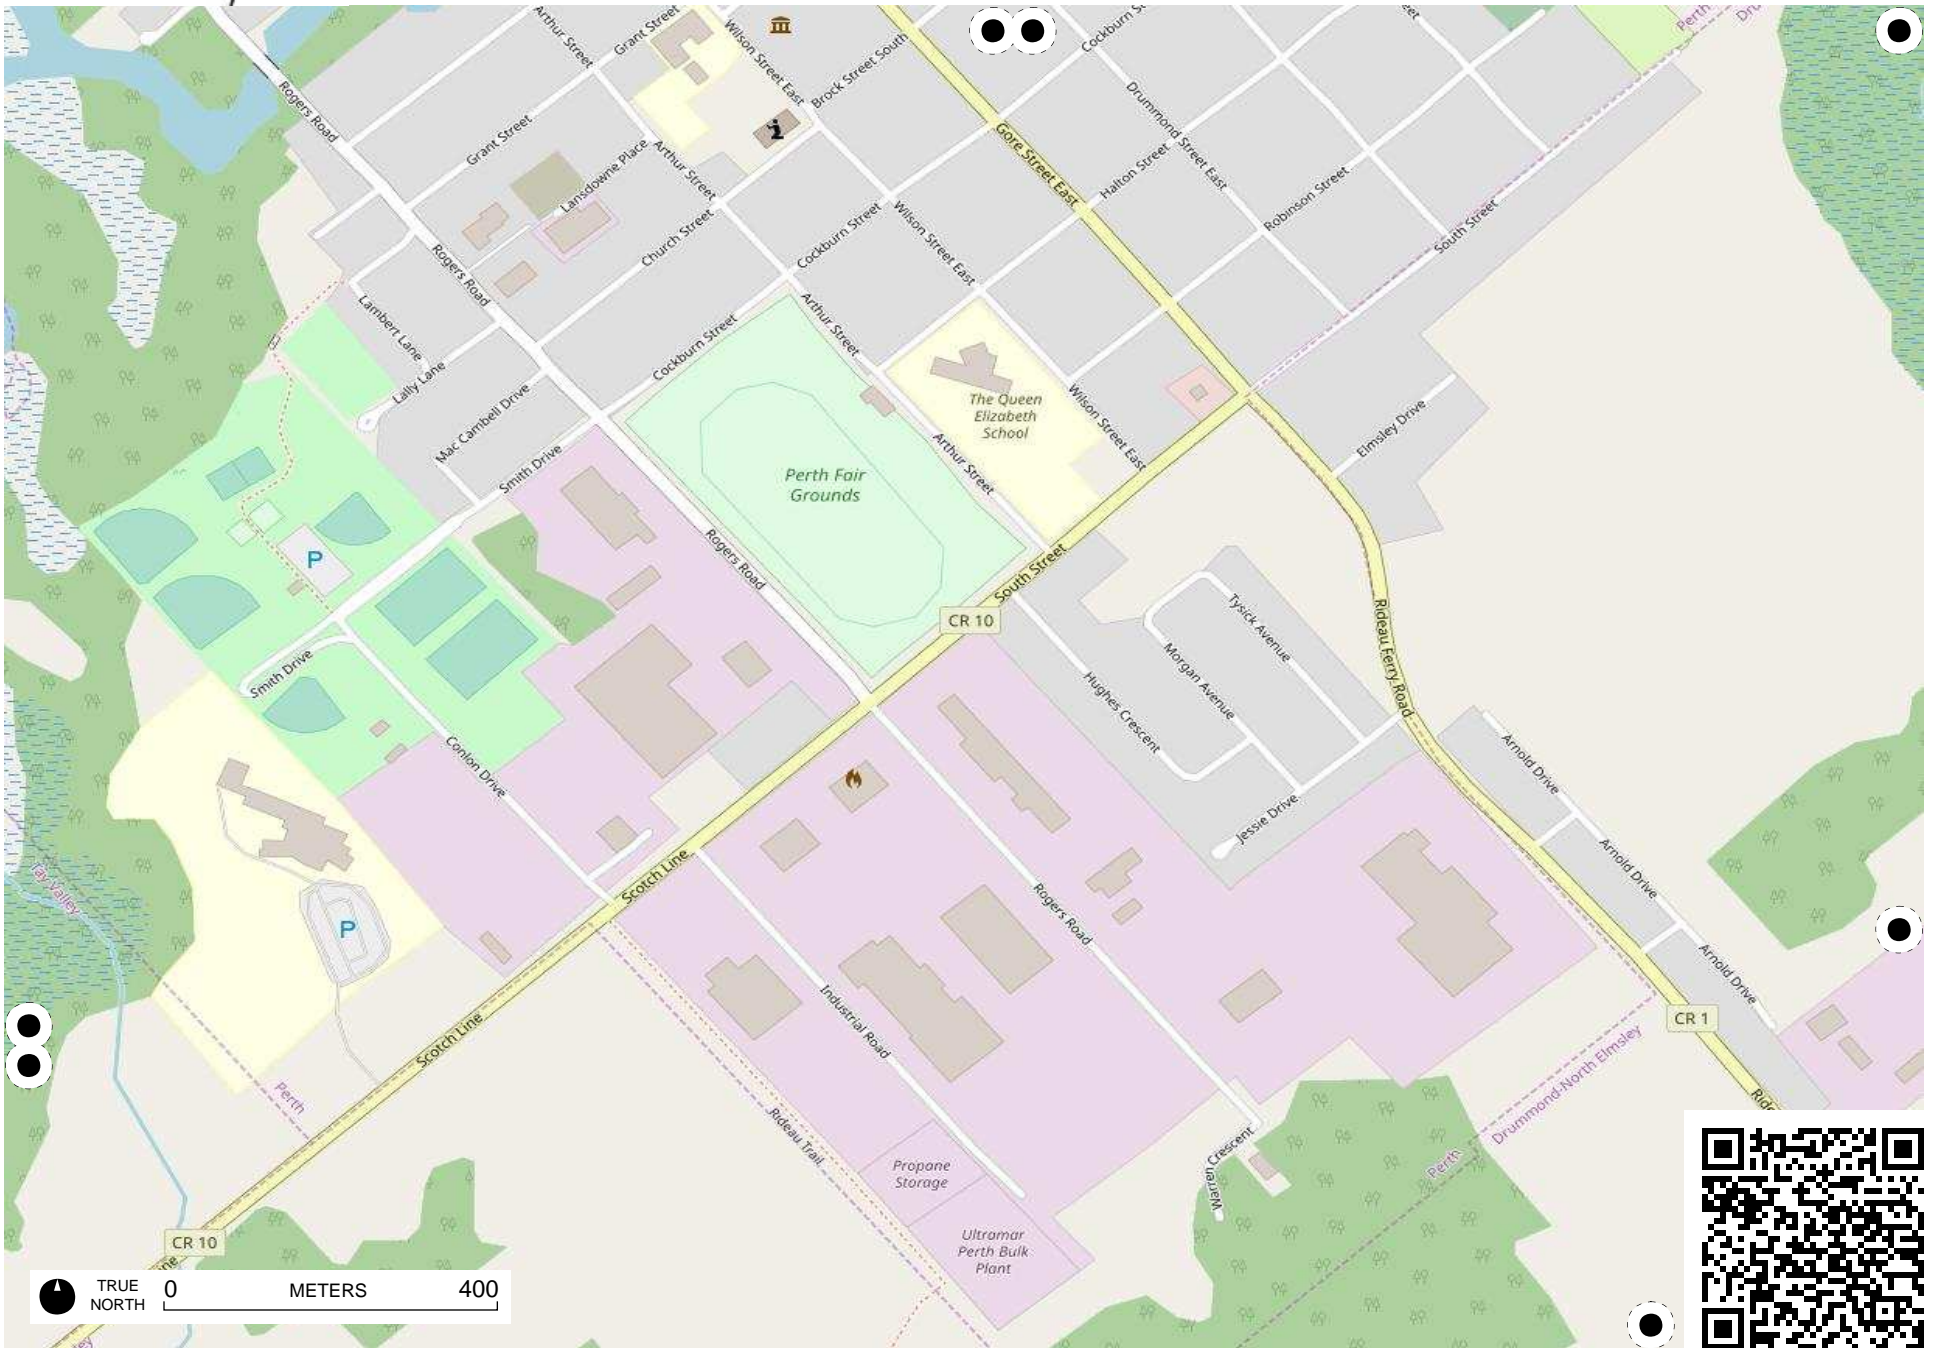 Arthur Street
Grant Street
Wilson Street East
Brock Street South
Cockburn
Perth
Rogers Road
Grant Street
Lansdowne Place
Arthur Street
Gore Street East
Drummond Street East
Halton Street
Robinson Street
South Street
Church Street
Cockburn Street
Wilson Street East
Rogers Road
Lambert Lane
Lally Lane
Cockburn Street
Arthur Street
Mac Cambell Drive
Smith Drive
The Queen
Elizabeth
School
Wilson Street East
Elmsley Drive
Perth Fair
Grounds
Arthur Street
P
Rogers Road
South Street
CR 10
Tysick Avenue
Rideau Ferry Road
Morgan Avenue
Hughes Crescent
Smith Drive
Conlon Drive
Arnold Drive
Jessie Drive
Arnold Drive
Scotch Line
Tay Valley
P
Rogers Road
Arnold Drive
Industrial Road
CR 1
Scotch Line
Perth
Drummond-North Elmsley
Rideau Trail
Perth
Warren Crescent
Propane
Storage
Ultramar
Perth Bulk
Plant
CR 10
TRUE
NORTH
0
METERS
400